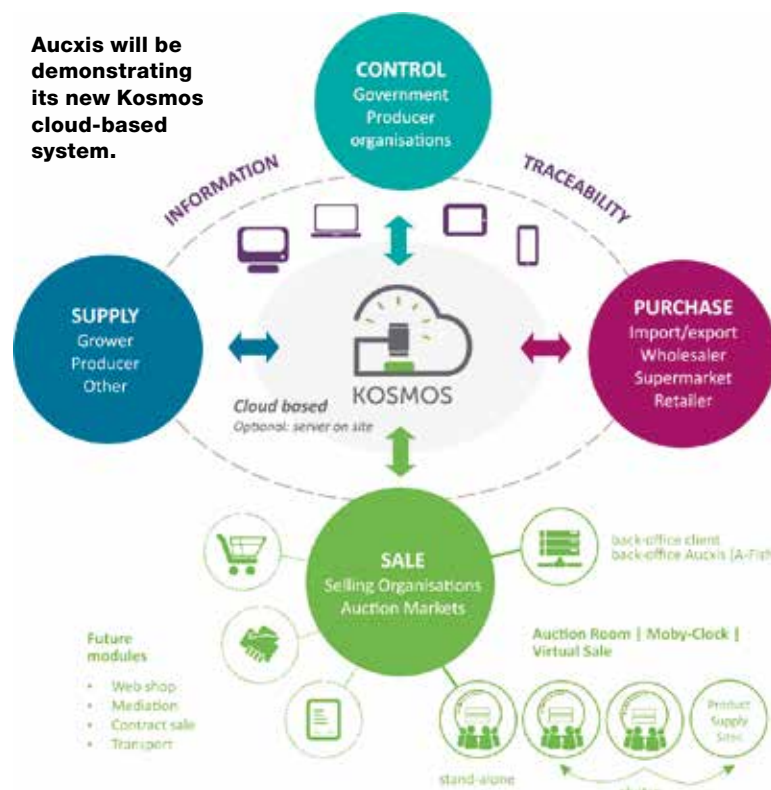 Aucxis will be
demonstrating
its new Kosmos
cloud-based
system.
CONTROL
Government
Producer
organisations
INFORMATION
TRACEABILITY
SUPPLY
Grower
Producer
Other
PURCHASE
Import/export
Wholesaler
Supermarket
Retailer
KOSMOS
Cloud based
Optional: server on site
SALE
Selling Organisations
Auction Markets
back-office client
back-office Aucxis (A-Fish
Future
modules
• Web shop
• Mediation
• Contract sale
• Transport
Auction Room | Moby-Clock |
Virtual Sale
Product
Supply
Sites
stand-alone